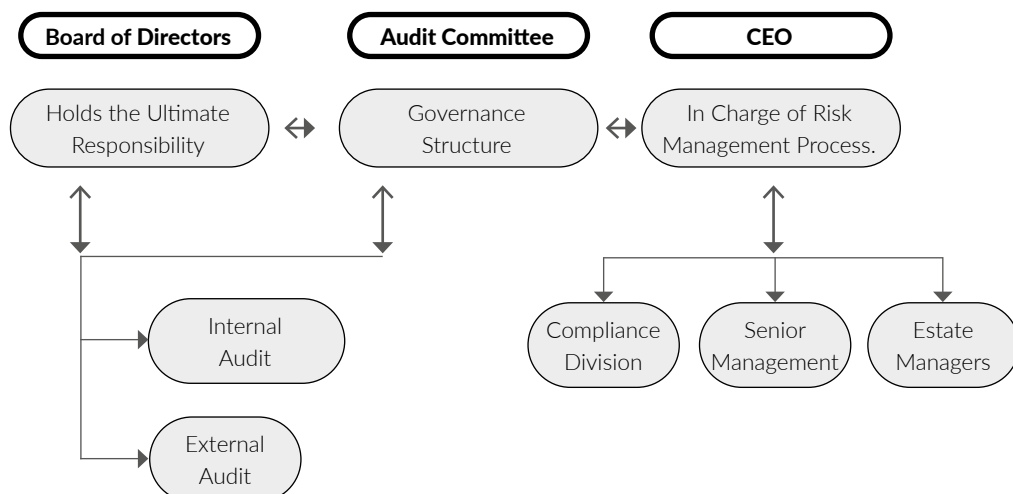 Board of Directors
Audit Committee
CEO
Holds the Ultimate
Responsibility
Governance
Structure
In Charge of Risk
Management Process.
Internal
Audit
External
Audit
Compliance
Division
Senior
Management
Estate
Managers